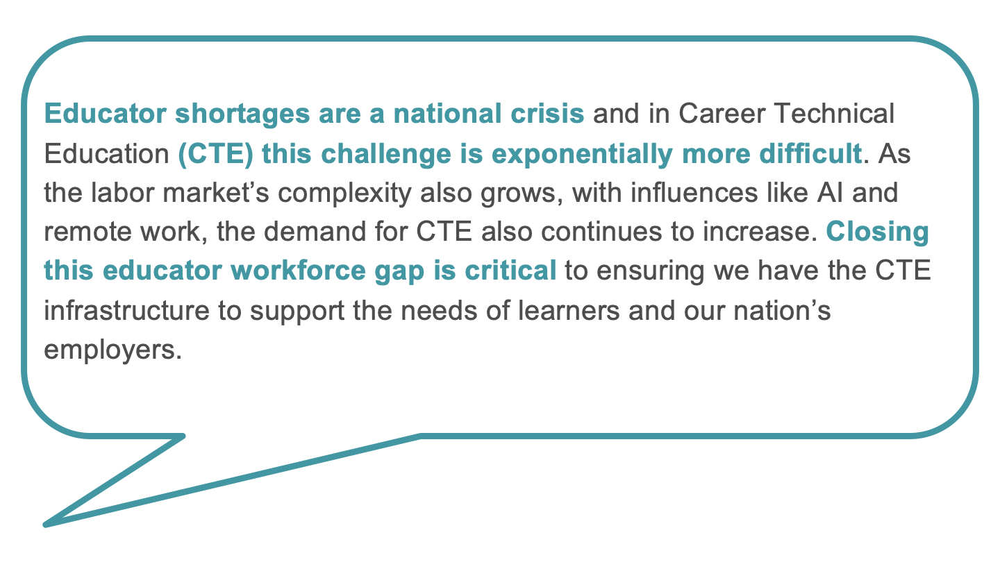 Educator shortages are a national crisis and in Career Technical
Education (CTE) this challenge is exponentially more difficult. As
the labor market’s complexity also grows, with influences like AI and
remote work, the demand for CTE also continues to increase. Closing
this educator workforce gap is critical to ensuring we have the CTE
infrastructure to support the needs of learners and our nation’s
employers.